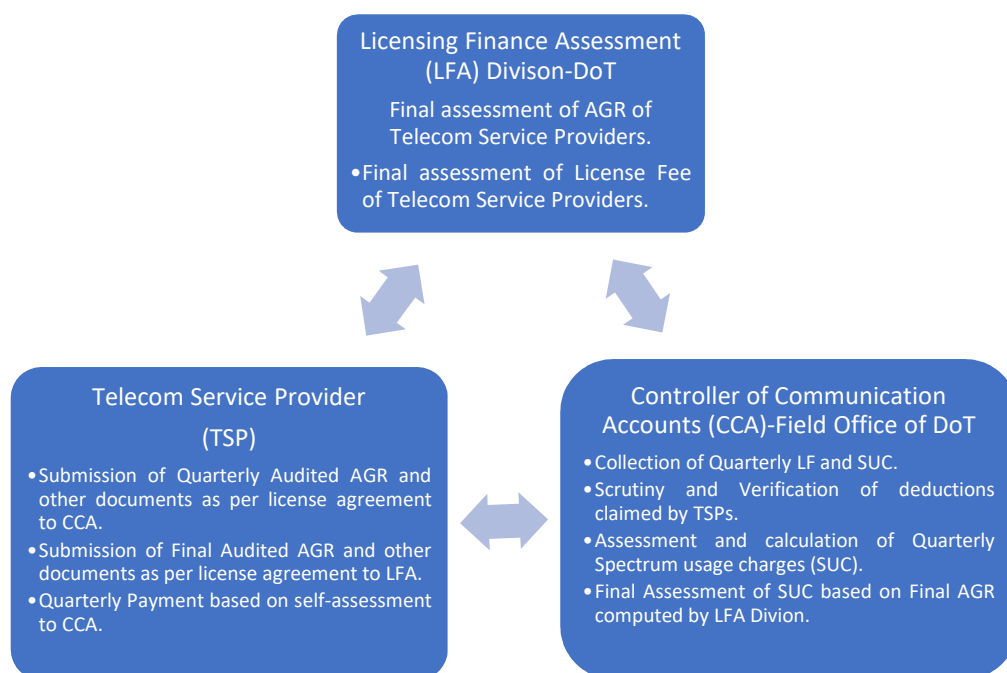 Licensing Finance Assessment
(LFA) Divison-DoT
Final assessment of AGR of
Telecom Service Providers.
•Final assessment of License Fee
of Telecom Service Providers.
Telecom Service Provider
(TSP)
•Submission of Quarterly Audited AGR and
other documents as per license agreement
to CCA.
•Submission of Final Audited AGR and other
documents as per license agreement to LFA.
•Quarterly Payment based on self-assessment
to CCA.
Controller of Communication
Accounts (CCA)-Field Office of DoT
•Collection of Quarterly LF and SUC.
•Scrutiny and Verification of deductions
claimed by TSPs.
•Assessment and calculation of Quarterly
Spectrum usage charges (SUC).
•Final Assessment of SUC based on Final AGR
computed by LFA Divion.